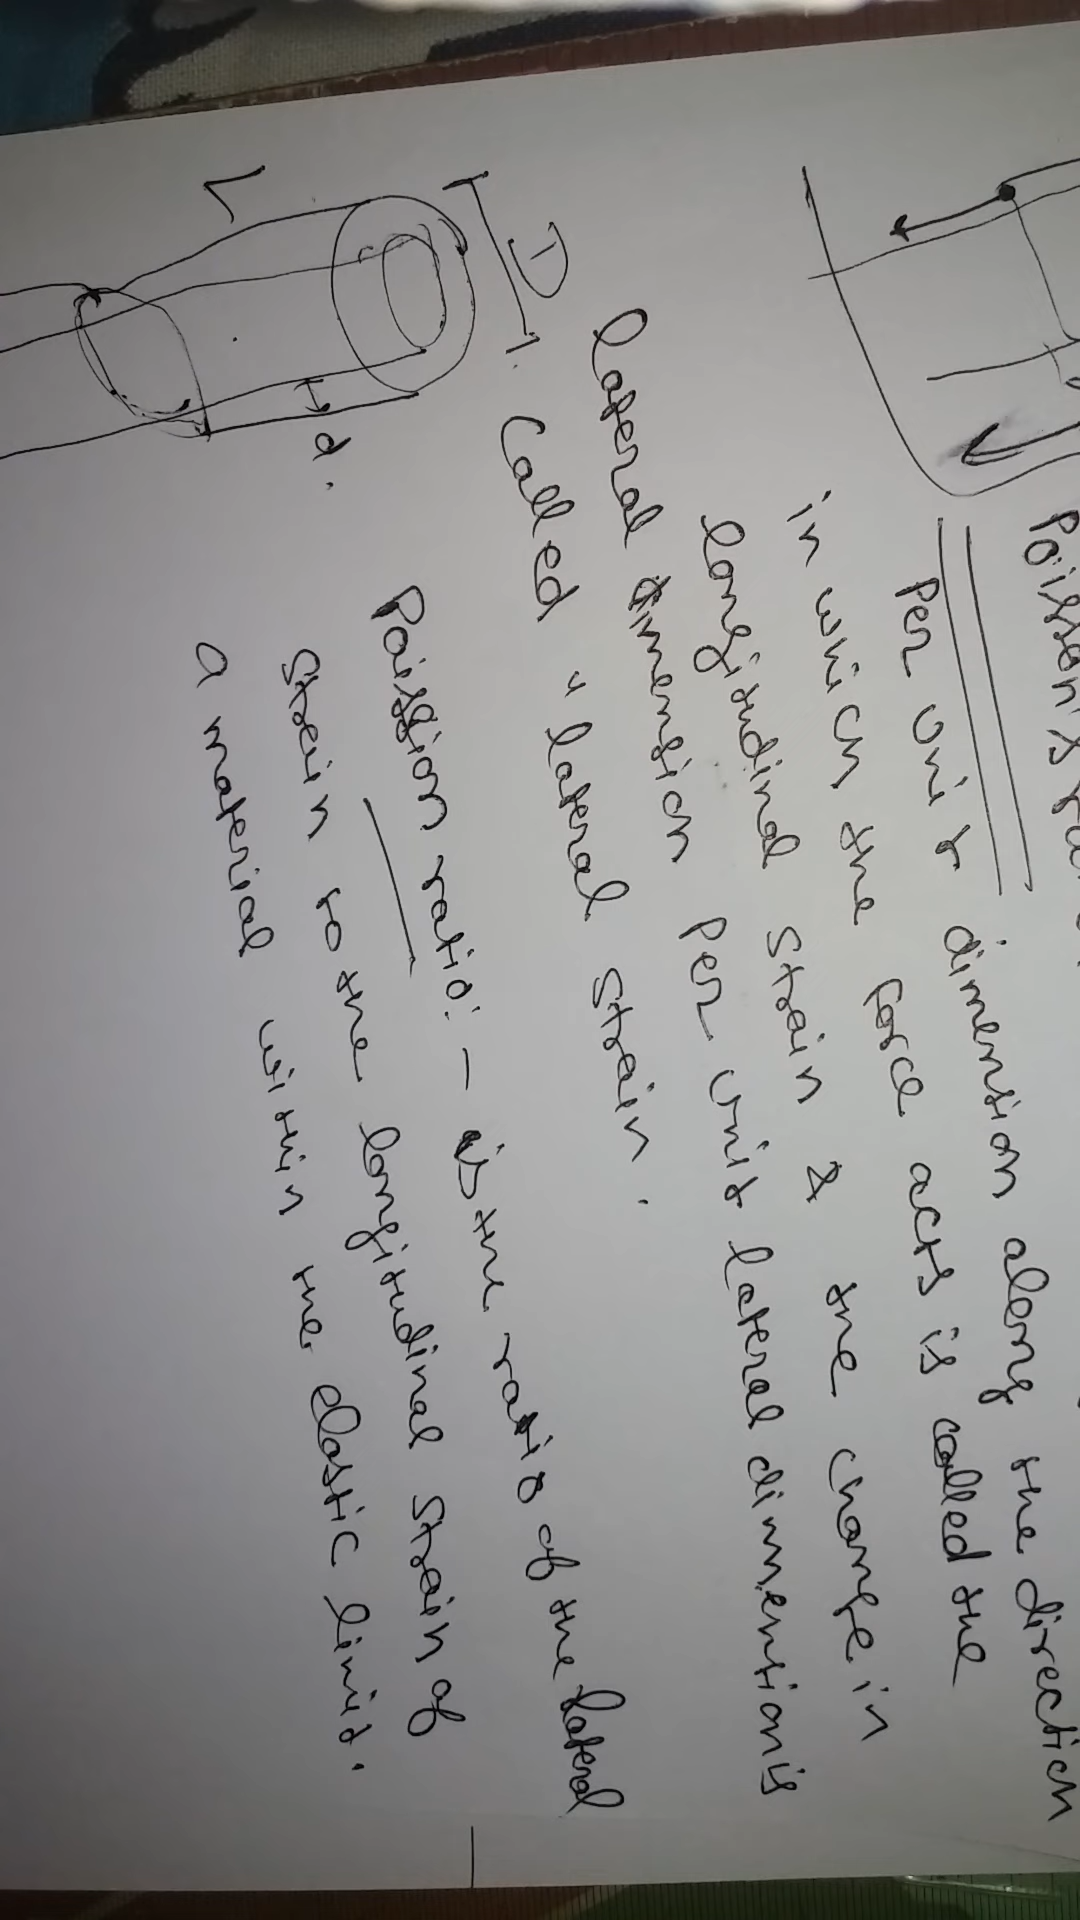 Poisson's ra
Per unit dimension along the direction
in which the force acts is called the
longitudinal strain & the change in
lateral dimension per unit lateral dimension is
called "lateral strain.
Poission ratio: - is the ratio of the lateral
strain to the longitudinal strain of
a material within the elastic limit.
D
L
d.